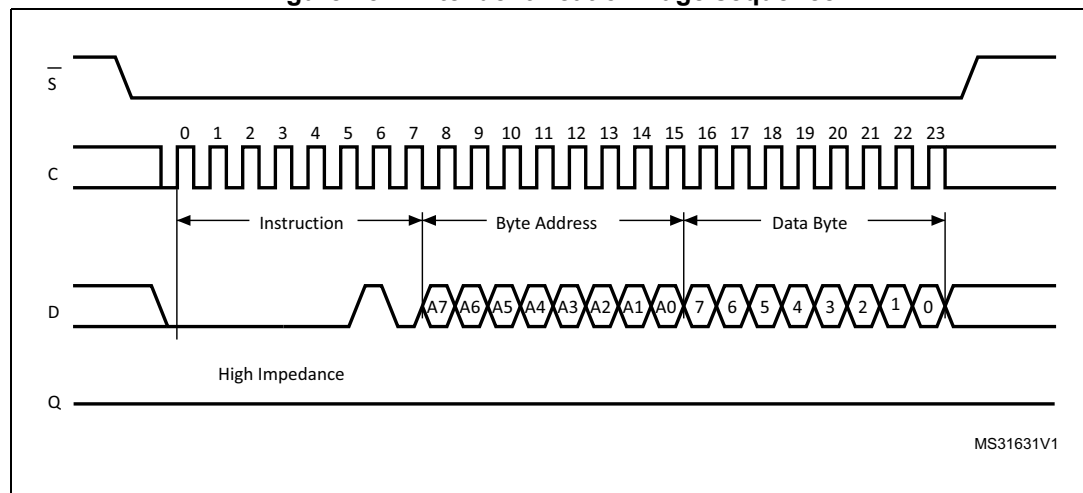 S
0 1 2 3 4 5 6 7 8 9 10 11 12 13 14 15 16 17 18 19 20 21 22 23
C
Instruction Byte Address Data Byte
D A7 A6 A5 A4 A3 A2 A1 A0 7 6 5 4 3 2 1 0
High Impedance
Q
MS31631V1